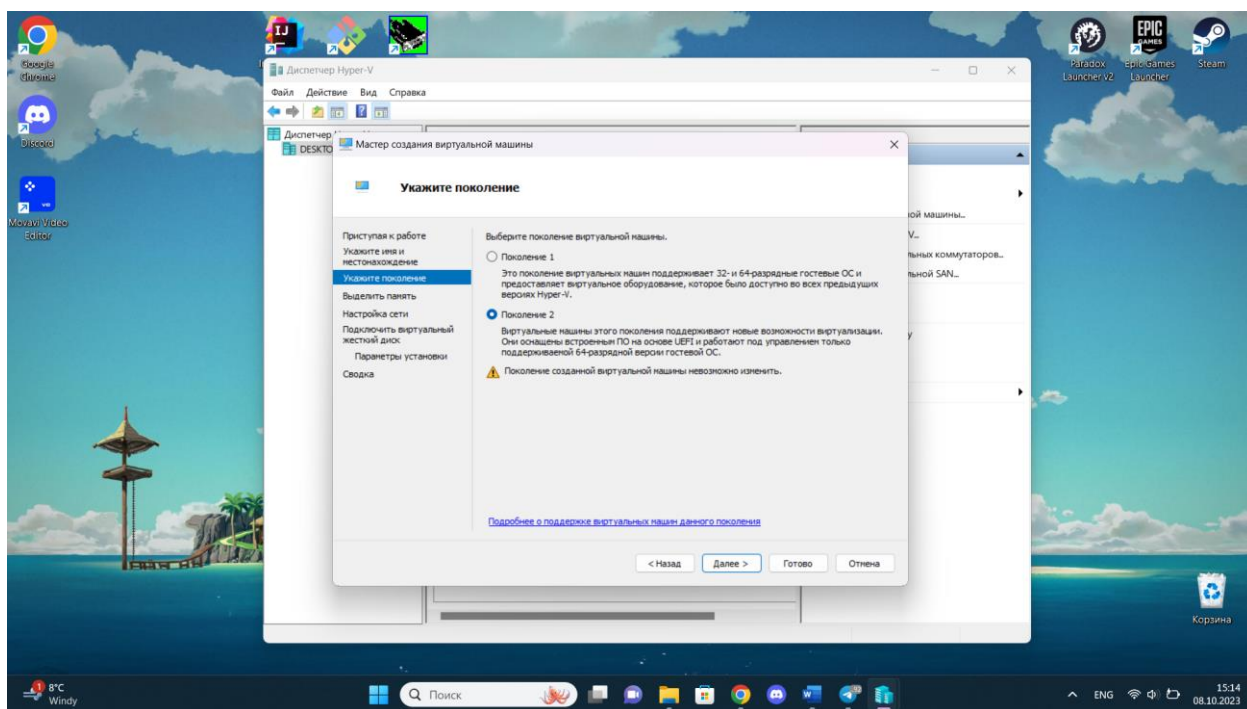 IJ
EPIC
GAMES
Google
Chrome
Paradox
Launcher v2
Epic Games
Launcher
Steam
Discord
Movavi Video
Editor
Диспетчер Hyper-V
Файл Действие Вид Справка
Диспетчер
DESKTO
Мастер создания виртуальной машины
Укажите поколение
Приступая к работе
Укажите имя и
местонахождение
Укажите поколение
Выделить память
Настройка сети
Подключить виртуальный
жесткий диск
Параметры установки
Сводка
Выберите поколение виртуальной машины.
Поколение 1
Это поколение виртуальных машин поддерживает 32- и 64-разрядные гостевые ОС и
предоставляет виртуальное оборудование, которое было доступно во всех предыдущих
версиях Hyper-V.
Поколение 2
Виртуальные машины этого поколения поддерживают новые возможности виртуализации.
Они оснащены встроенным ПО на основе UEFI и работают под управлением только
поддерживаемой 64-разрядной версии гостевой ОС.
Поколение созданной виртуальной машины невозможно изменить.
Подробнее о поддержке виртуальных машин данного поколения
< Назад
Далее >
Готово
Отмена
ой машины...
V...
льных коммутаторов...
льной SAN...
у
Корзина
1
8°C
Windy
Поиск
ENG
15:14
08.10.2023